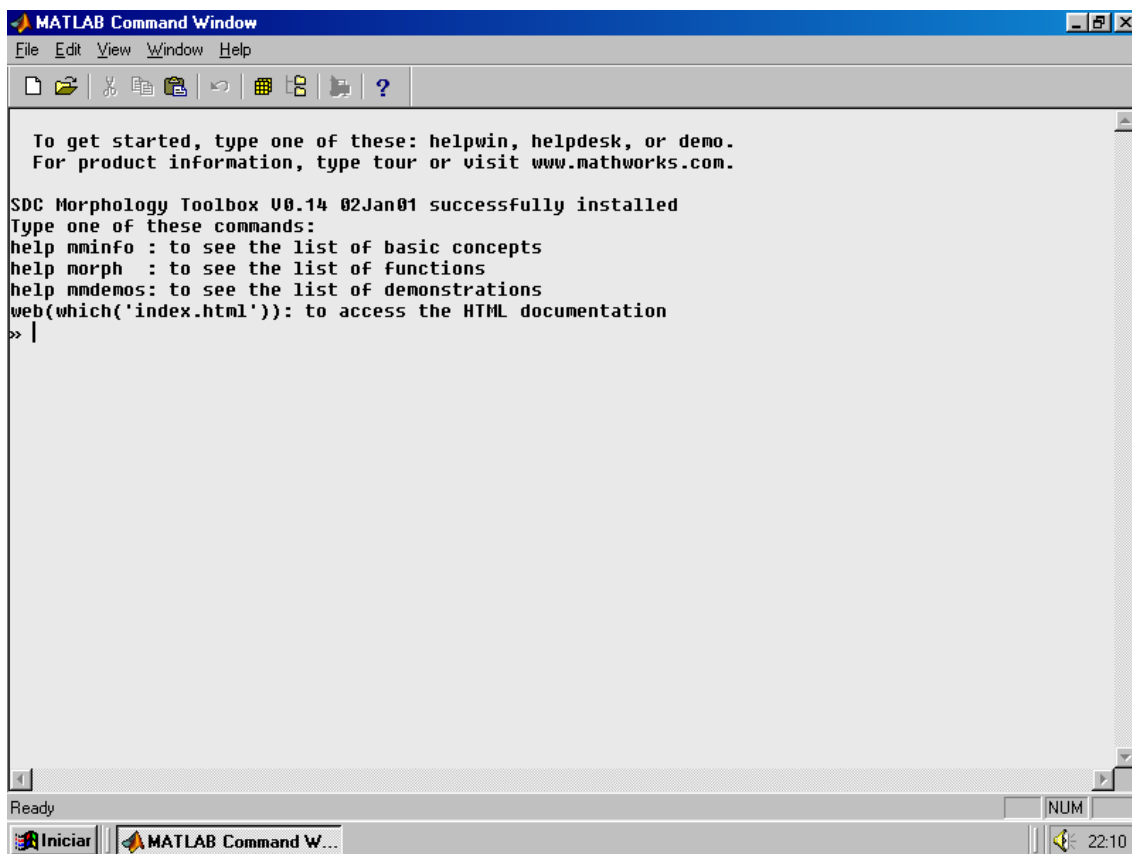 MATLAB Command Window
File Edit View Window Help
To get started, type one of these: helpwin, helpdesk, or demo.
For product information, type tour or visit www.mathworks.com.
SDC Morphology Toolbox V0.14 02Jan01 successfully installed
Type one of these commands:
help mminfo : to see the list of basic concepts
help morph  : to see the list of functions
help mmdemos: to see the list of demonstrations
web(which('index.html')): to access the HTML documentation
»
Ready NUM
Iniciar MATLAB Command W... 22:10